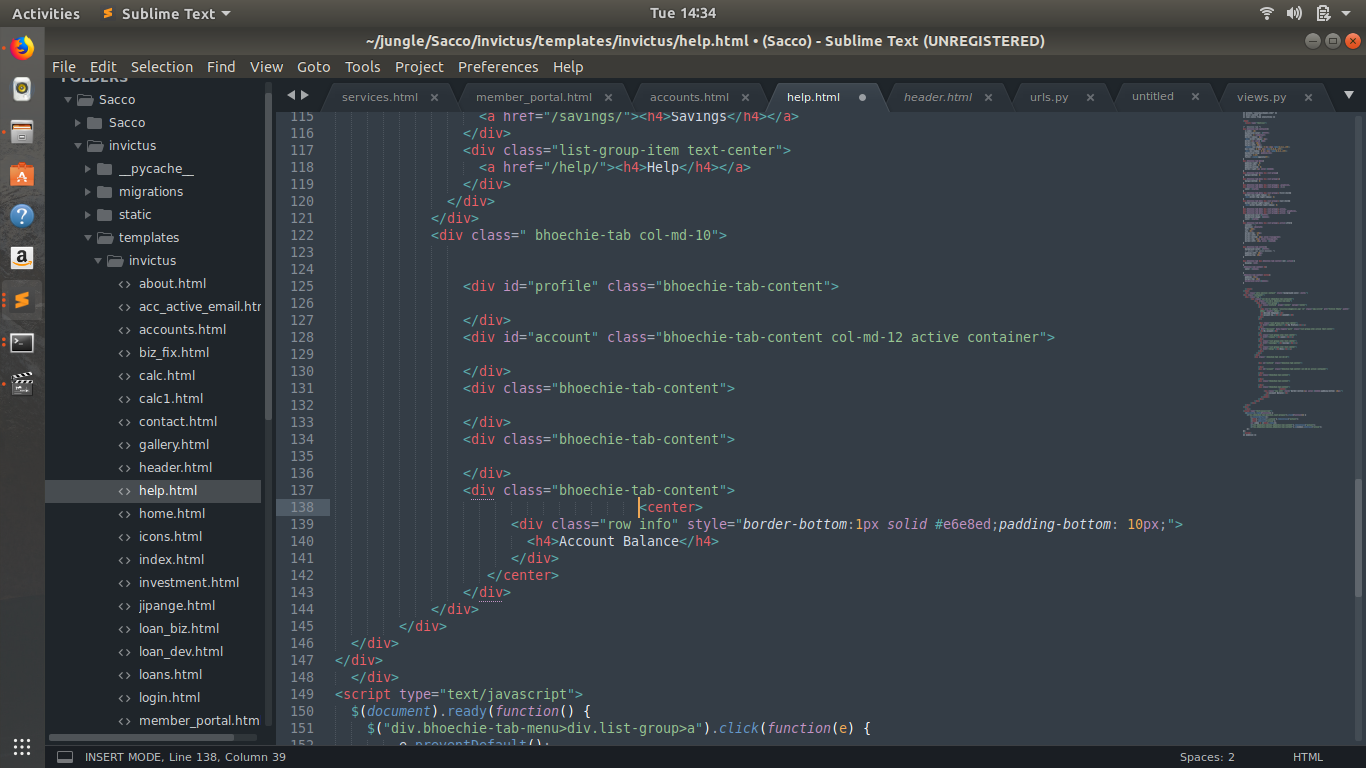 Activities Sublime Text Tue 14:34
~/jungle/Sacco/invictus/templates/invictus/help.html • (Sacco) - Sublime Text (UNREGISTERED)
File Edit Selection Find View Goto Tools Project Preferences Help
FOLDERS
Sacco
Sacco
invictus
__pycache__
migrations
static
templates
invictus
about.html
acc_active_email.htr
accounts.html
biz_fix.html
calc.html
calc1.html
contact.html
gallery.html
header.html
help.html
home.html
icons.html
index.html
investment.html
jipange.html
loan_biz.html
loan_dev.html
loans.html
login.html
member_portal.htm
services.html member_portal.html accounts.html help.html header.html urls.py untitled views.py
115 <a href="/savings/"><h4>Savings</h4></a>
116 </div>
117 <div class="list-group-item text-center">
118 <a href="/help/"><h4>Help</h4></a>
119 </div>
120 </div>
121 </div>
122 <div class=" bhoechie-tab col-md-10">
123
124
125 <div id="profile" class="bhoechie-tab-content">
126
127 </div>
128 <div id="account" class="bhoechie-tab-content col-md-12 active container">
129
130 </div>
131 <div class="bhoechie-tab-content">
132
133 </div>
134 <div class="bhoechie-tab-content">
135
136 </div>
137 <div class="bhoechie-tab-content">
138 <center>
139 <div class="row info" style="border-bottom:1px solid #e6e8ed;padding-bottom: 10px;">
140 <h4>Account Balance</h4>
141 </div>
142 </center>
143 </div>
144 </div>
145 </div>
146 </div>
147 </div>
148 </div>
149 <script type="text/javascript">
150 $(document).ready(function() {
151 $("div.bhoechie-tab-menu>div.list-group>a").click(function(e) {
152 e.preventDefault();
INSERT MODE, Line 138, Column 39 Spaces: 2 HTML